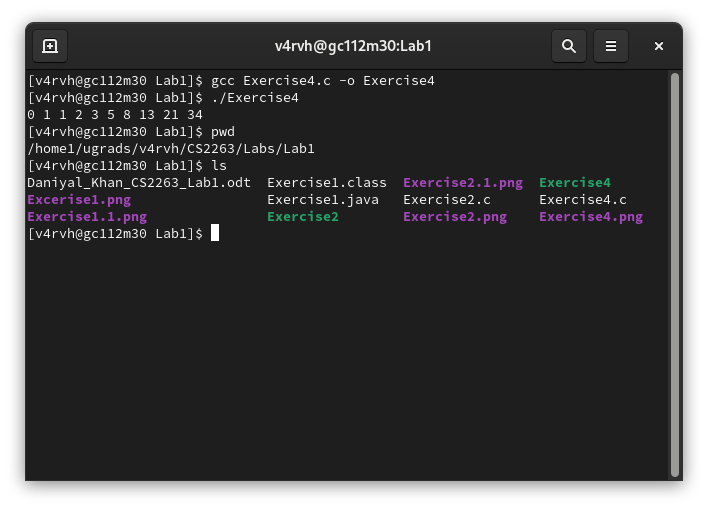 v4rvh@gc112m30:Lab1
[v4rvh@gc112m30 Lab1]$ gcc Exercise4.c -o Exercise4
[v4rvh@gc112m30 Lab1]$ ./Exercise4
0 1 1 2 3 5 8 13 21 34
[v4rvh@gc112m30 Lab1]$ pwd
/home1/ugrads/v4rvh/CS2263/Labs/Lab1
[v4rvh@gc112m30 Lab1]$ ls
Daniyal_Khan_CS2263_Lab1.odt  Exercise1.class  Exercise2.1.png  Exercise4
Excerise1.png                 Exercise1.java   Exercise2.c      Exercise4.c
Exercise1.1.png               Exercise2        Exercise2.png    Exercise4.png
[v4rvh@gc112m30 Lab1]$